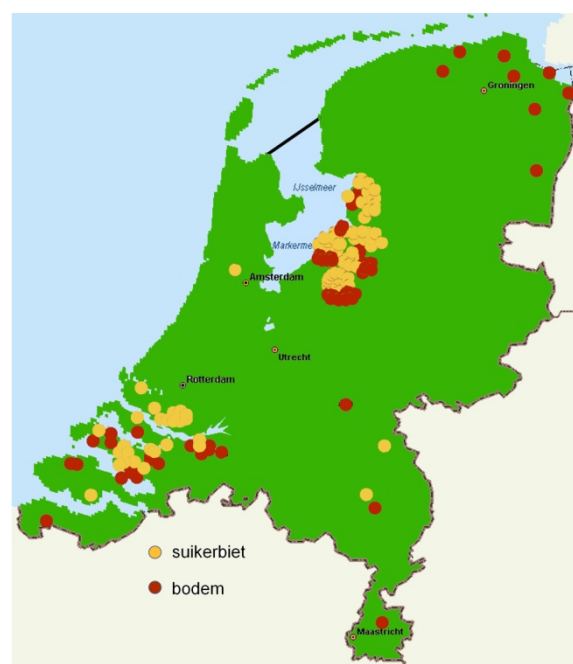 Groningen
IJsselmeer
Markerme
Amsterdam
Utrecht
Rotterdam
suikerbiet
bodem
Maastricht